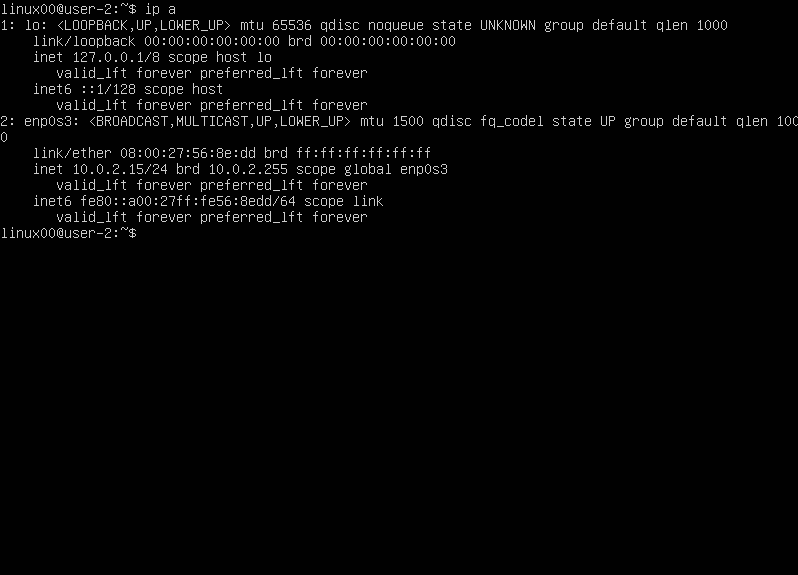 linux00@user-2:~$ ip a
1: lo: <LOOPBACK,UP,LOWER_UP> mtu 65536 qdisc noqueue state UNKNOWN group default qlen 1000
    link/loopback 00:00:00:00:00:00 brd 00:00:00:00:00:00
    inet 127.0.0.1/8 scope host lo
       valid_lft forever preferred_lft forever
    inet6 ::1/128 scope host
       valid_lft forever preferred_lft forever
2: enp0s3: <BROADCAST,MULTICAST,UP,LOWER_UP> mtu 1500 qdisc fq_codel state UP group default qlen 100
0
    link/ether 08:00:27:56:8e:dd brd ff:ff:ff:ff:ff:ff
    inet 10.0.2.15/24 brd 10.0.2.255 scope global enp0s3
       valid_lft forever preferred_lft forever
    inet6 fe80::a00:27ff:fe56:8edd/64 scope link
       valid_lft forever preferred_lft forever
linux00@user-2:~$